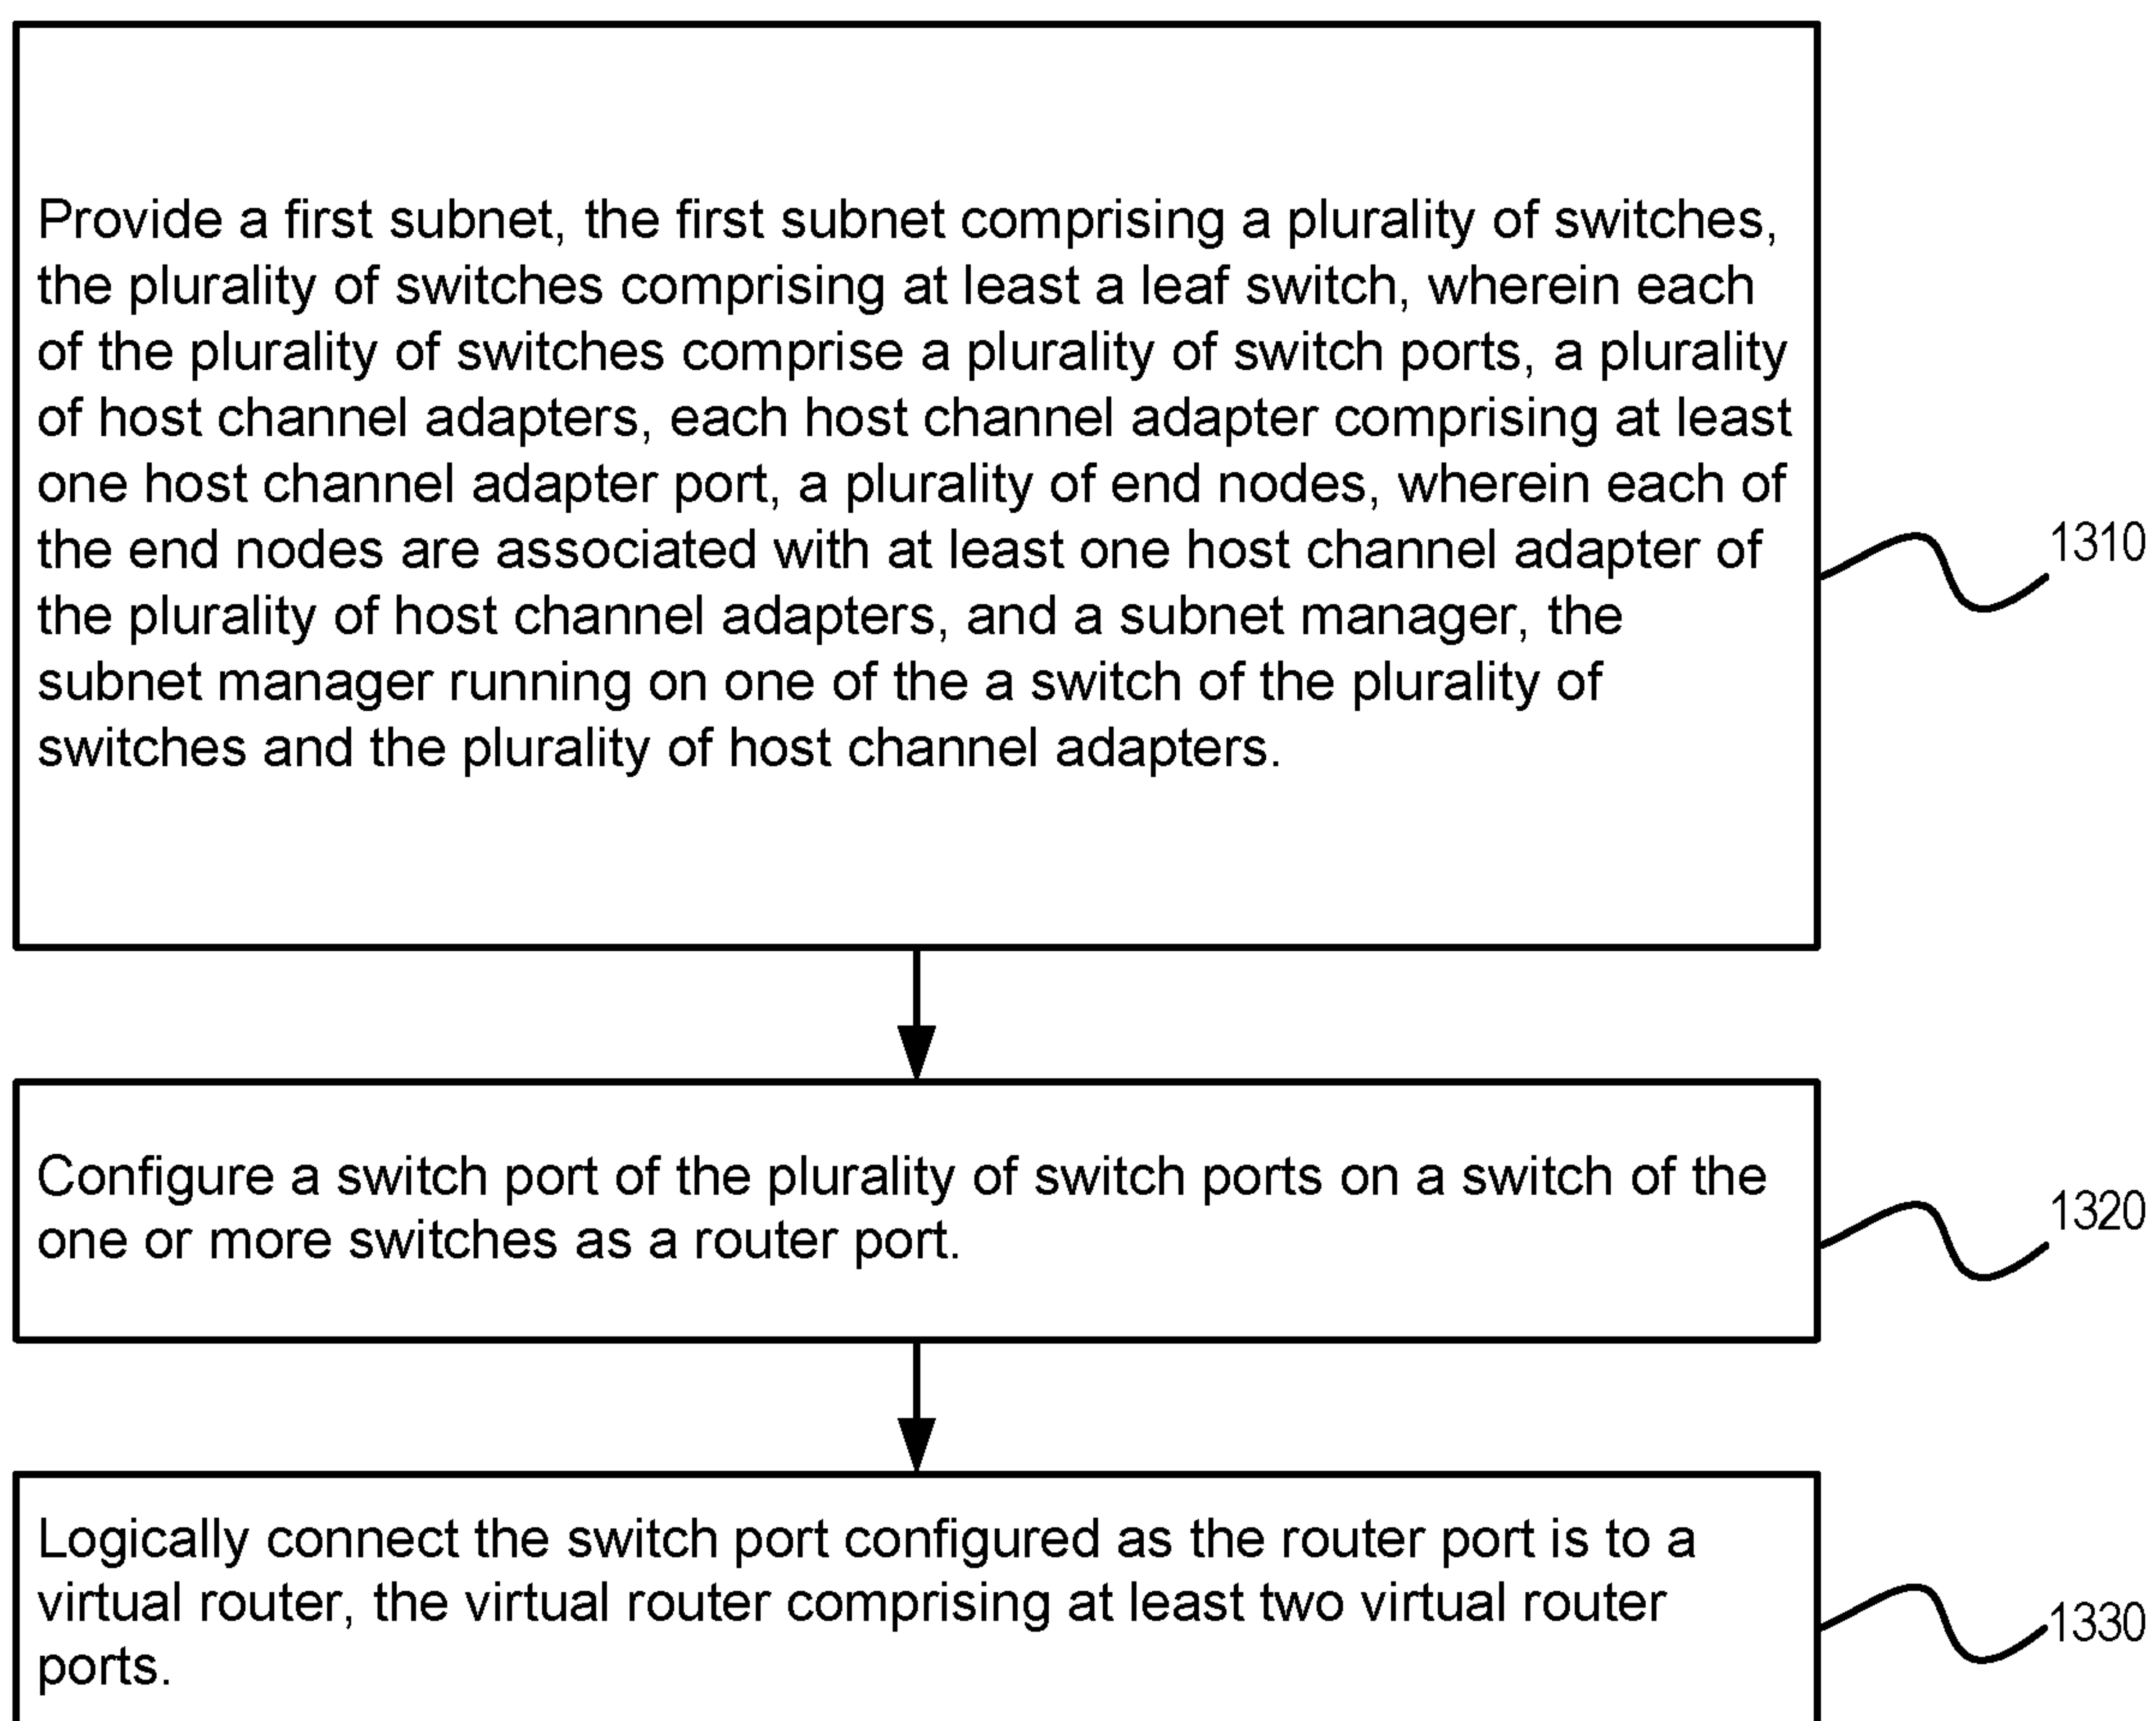 Provide a first subnet, the first subnet comprising a plurality of switches,
the plurality of switches comprising at least a leaf switch, wherein each
of the plurality of switches comprise a plurality of switch ports, a plurality
of host channel adapters, each host channel adapter comprising at least
one host channel adapter port, a plurality of end nodes, wherein each of
the end nodes are associated with at least one host channel adapter of
the plurality of host channel adapters, and a subnet manager, the
subnet manager running on one of the a switch of the plurality of
switches and the plurality of host channel adapters.
1310
Configure a switch port of the plurality of switch ports on a switch of the
one or more switches as a router port.
1320
Logically connect the switch port configured as the router port is to a
virtual router, the virtual router comprising at least two virtual router
ports.
1330